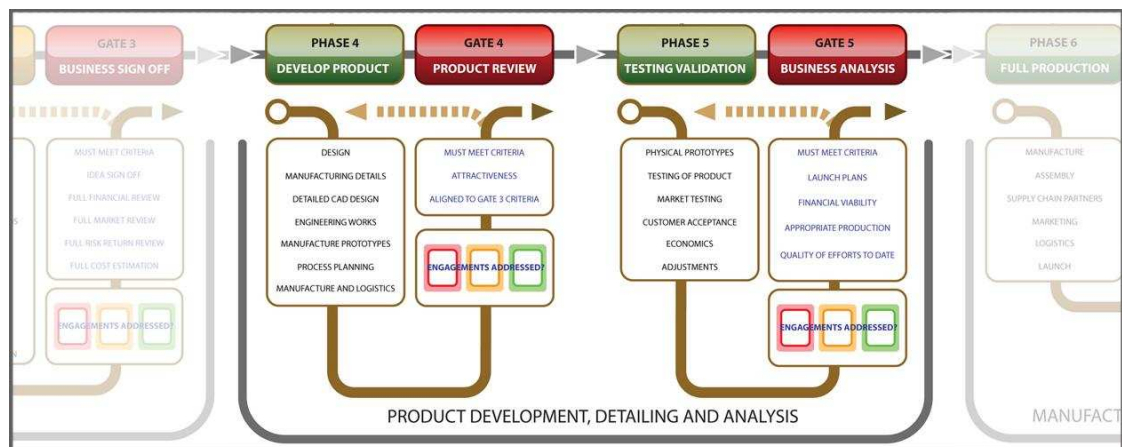 GATE 3
BUSINESS SIGN OFF
MUST MEET CRITERIA
IDEA SIGN OFF
FULL FINANCIAL REVIEW
FULL MARKET REVIEW
FULL RISK RETURN REVIEW
FULL COST ESTIMATION
ENGAGEMENTS ADDRESSED?
PHASE 4
DEVELOP PRODUCT
DESIGN
MANUFACTURING DETAILS
DETAILED CAD DESIGN
ENGINEERING WORKS
MANUFACTURE PROTOTYPES
PROCESS PLANNING
MANUFACTURE AND LOGISTICS
GATE 4
PRODUCT REVIEW
MUST MEET CRITERIA
ATTRACTIVENESS
ALIGNED TO GATE 3 CRITERIA
ENGAGEMENTS ADDRESSED?
PHASE 5
TESTING VALIDATION
PHYSICAL PROTOTYPES
TESTING OF PRODUCT
MARKET TESTING
CUSTOMER ACCEPTANCE
ECONOMICS
ADJUSTMENTS
GATE 5
BUSINESS ANALYSIS
MUST MEET CRITERIA
LAUNCH PLANS
FINANCIAL VIABILITY
APPROPRIATE PRODUCTION
QUALITY OF EFFORTS TO DATE
ENGAGEMENTS ADDRESSED?
PHASE 6
FULL PRODUCTION
MANUFACTURE
ASSEMBLY
SUPPLY CHAIN PARTNERS
MARKETING
LOGISTICS
LAUNCH
PRODUCT DEVELOPMENT, DETAILING AND ANALYSIS
MANUFACT